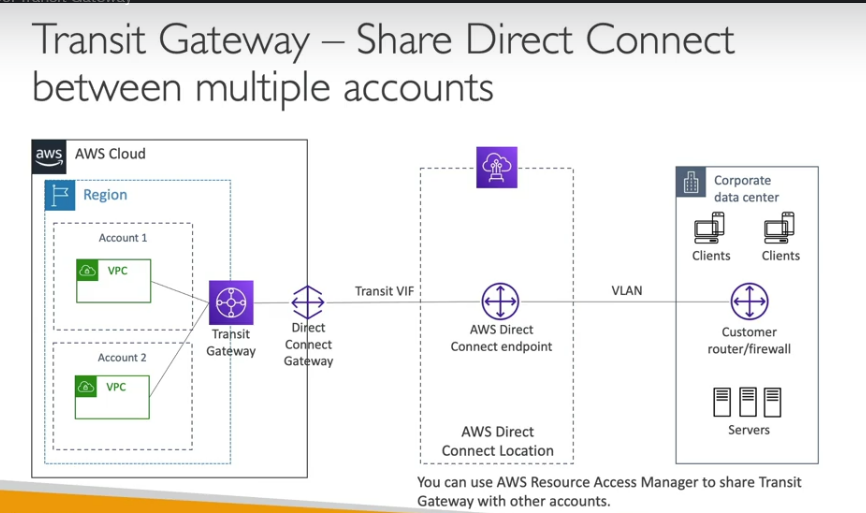 Transit Gateway – Share Direct Connect
between multiple accounts
aws
AWS Cloud
Region
Account 1
VPC
Account 2
VPC
Transit
Gateway
Direct
Connect
Gateway
Transit VIF
AWS Direct
Connect endpoint
AWS Direct
Connect Location
VLAN
Corporate
data center
Clients
Clients
Customer
router/firewall
Servers
You can use AWS Resource Access Manager to share Transit
Gateway with other accounts.